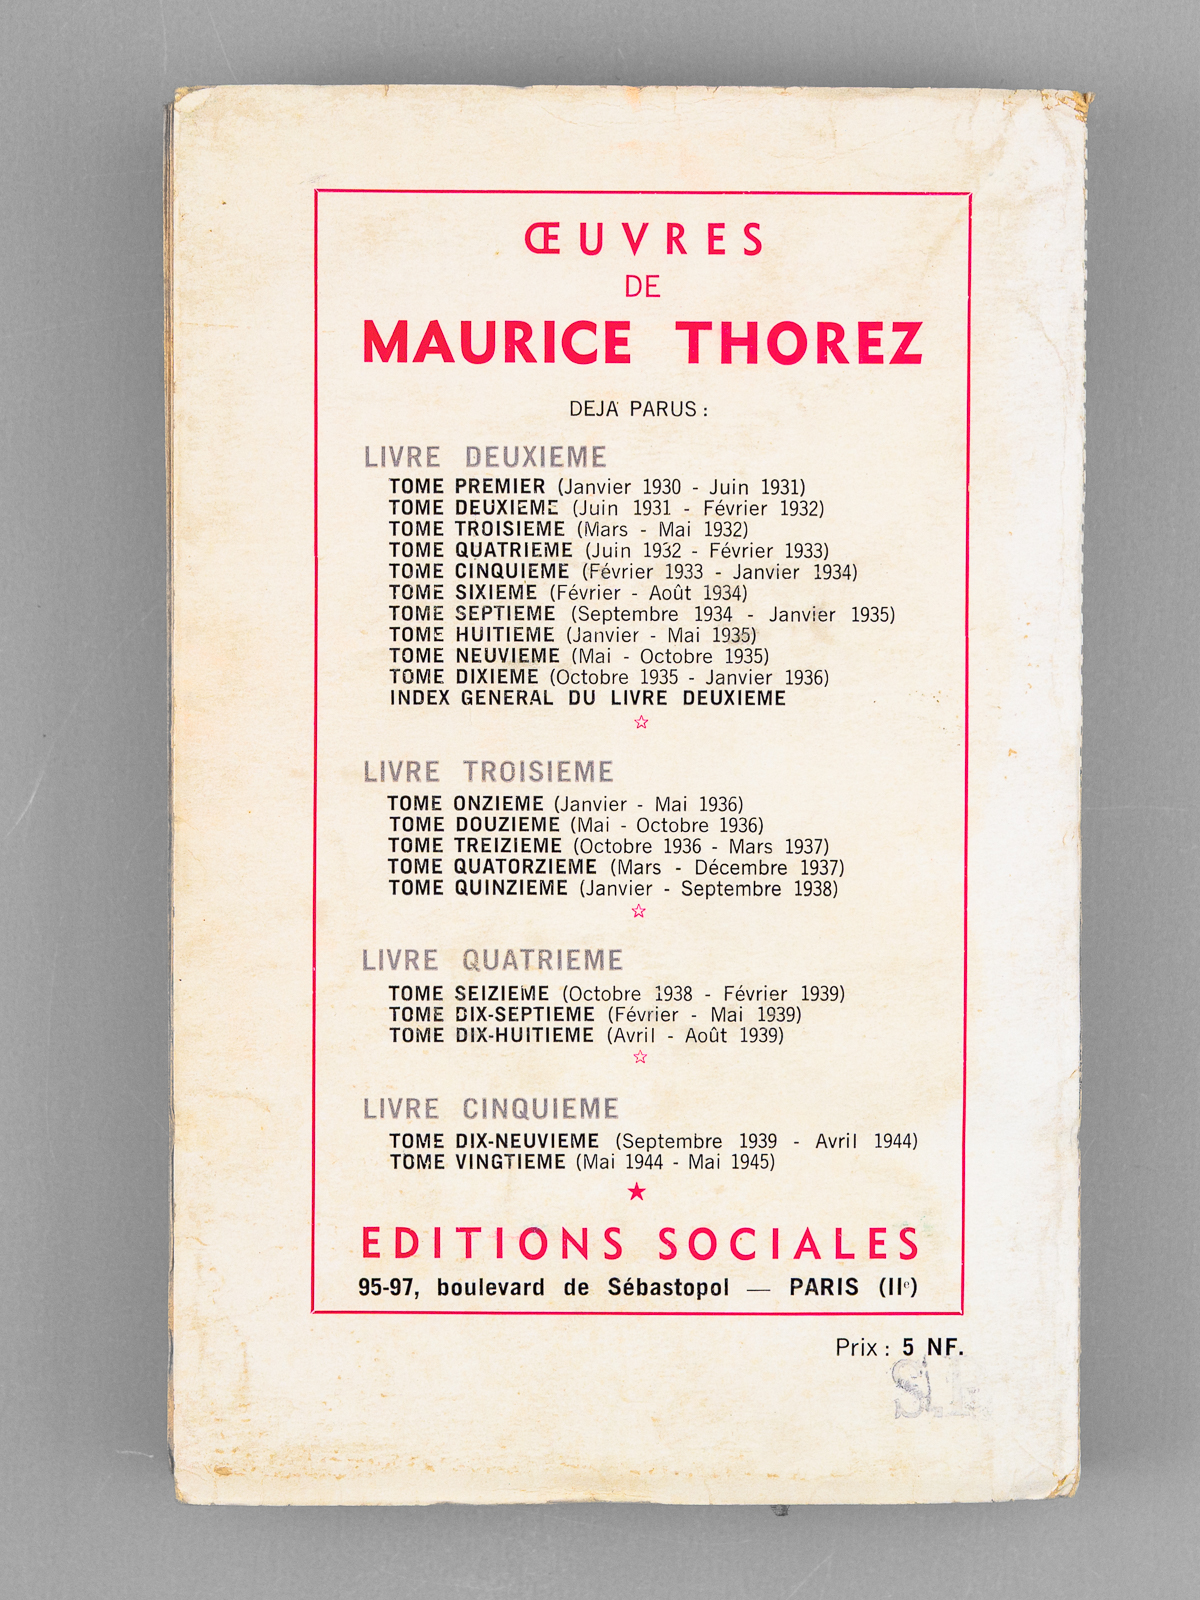 ŒUVRES
DE
MAURICE THOREZ
DEJA PARUS :
LIVRE DEUXIEME
TOME PREMIER (Janvier 1930 - Juin 1931)
TOME DEUXIEME (Juin 1931 - Février 1932)
TOME TROISIEME (Mars - Mai 1932)
TOME QUATRIEME (Juin 1932 - Février 1933)
TOME CINQUIEME (Février 1933 - Janvier 1934)
TOME SIXIEME (Février - Août 1934)
TOME SEPTIEME (Septembre 1934 - Janvier 1935)
TOME HUITIEME (Janvier - Mai 1935)
TOME NEUVIEME (Mai - Octobre 1935)
TOME DIXIEME (Octobre 1935 - Janvier 1936)
INDEX GENERAL DU LIVRE DEUXIEME
LIVRE TROISIEME
TOME ONZIEME (Janvier - Mai 1936)
TOME DOUZIEME (Mai - Octobre 1936)
TOME TREIZIEME (Octobre 1936 - Mars 1937)
TOME QUATORZIEME (Mars - Décembre 1937)
TOME QUINZIEME (Janvier - Septembre 1938)
LIVRE QUATRIEME
TOME SEIZIEME (Octobre 1938 - Février 1939)
TOME DIX-SEPTIEME (Février - Mai 1939)
TOME DIX-HUITIEME (Avril - Août 1939)
LIVRE CINQUIEME
TOME DIX-NEUVIEME (Septembre 1939 - Avril 1944)
TOME VINGTIEME (Mai 1944 - Mai 1945)
EDITIONS SOCIALES
95-97, boulevard de Sébastopol — PARIS (IIe)
Prix : 5 NF.